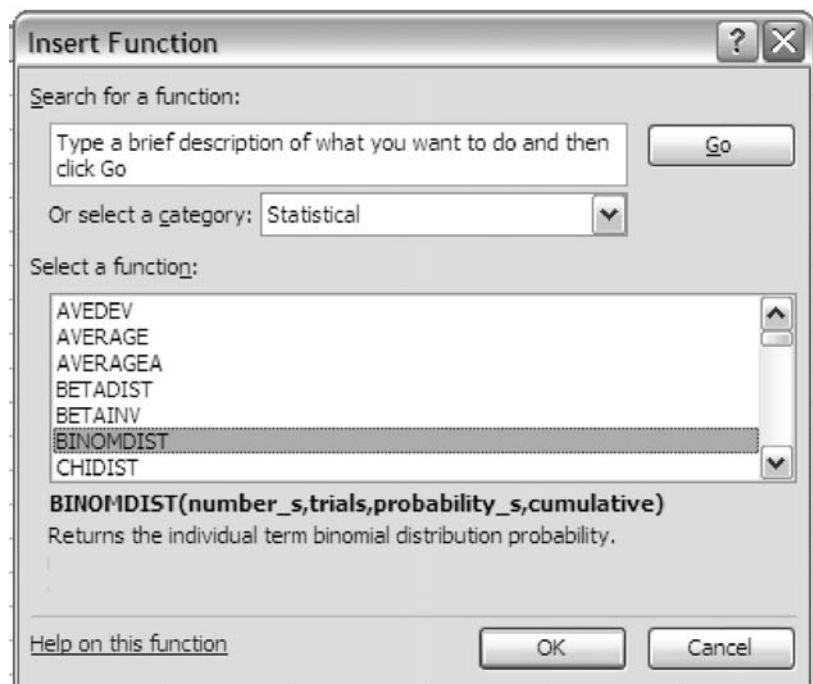 Insert Function
Search for a function:
Type a brief description of what you want to do and then
click Go
Go
Or select a category: Statistical
Select a function:
AVEDEV
AVERAGE
AVERAGEA
BETADIST
BETAINV
BINOMDIST
CHIDIST
BINOMDIST(number_s,trials,probability_s,cumulative)
Returns the individual term binomial distribution probability.
Help on this function
OK
Cancel